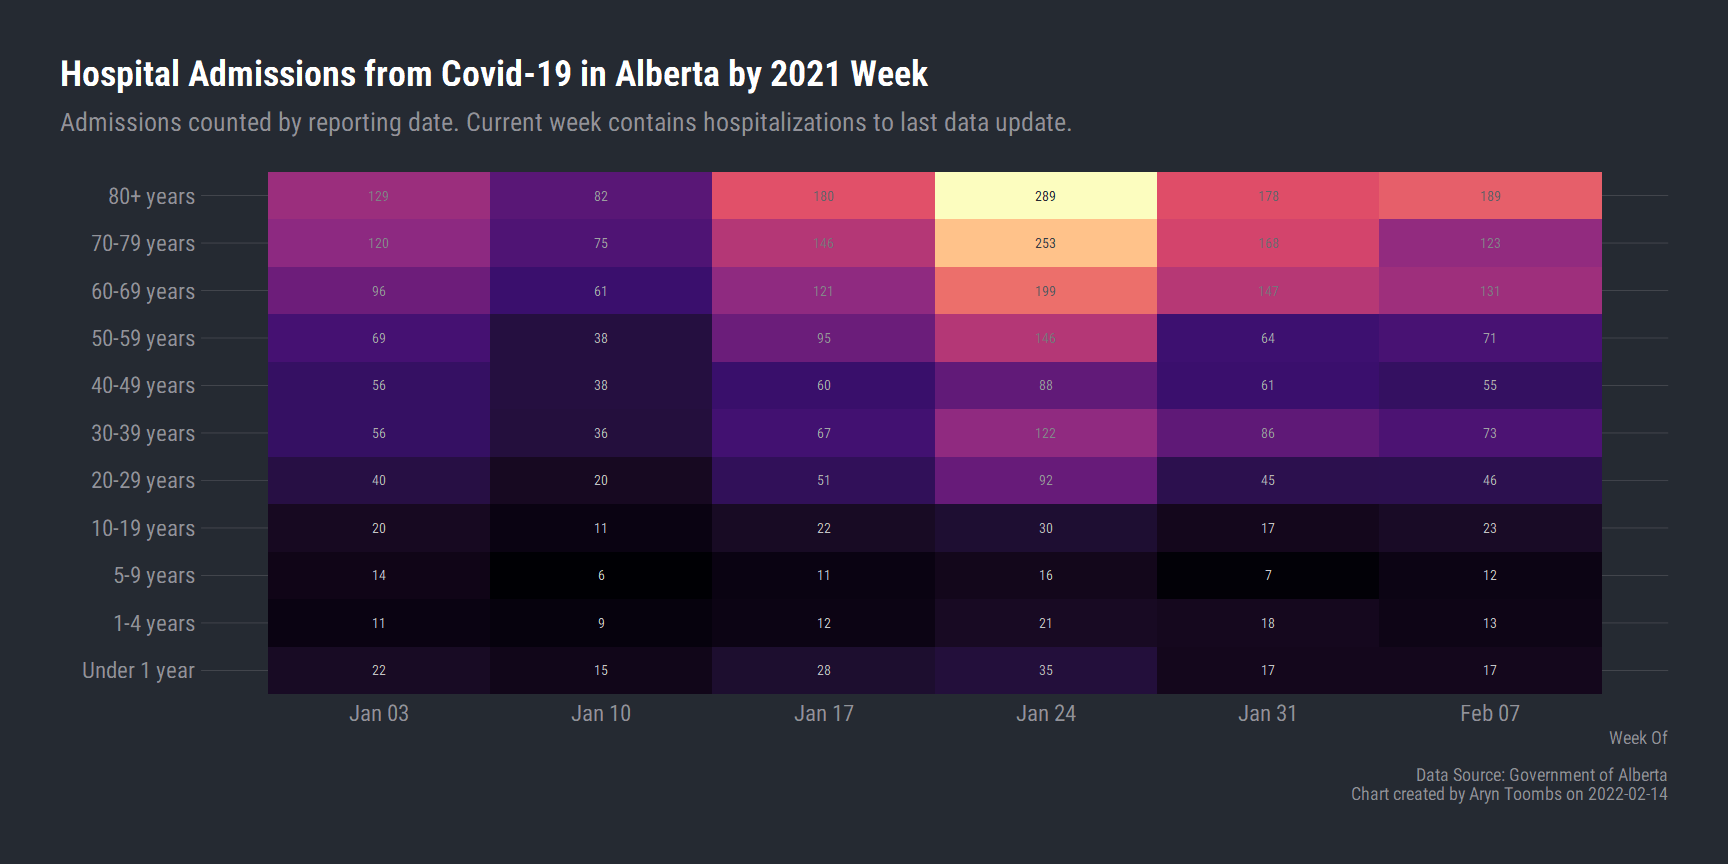 Hospital Admissions from Covid-19 in Alberta by 2021 Week
Admissions counted by reporting date. Current week contains hospitalizations to last data update.
80+ years 129 82 180 289 178 189
70-79 years 120 75 146 253 168 123
60-69 years 96 61 121 199 147 131
50-59 years 69 38 95 146 64 71
40-49 years 56 38 60 88 61 55
30-39 years 56 36 67 122 86 73
20-29 years 40 20 51 92 45 46
10-19 years 20 11 22 30 17 23
5-9 years 14 6 11 16 7 12
1-4 years 11 9 12 21 18 13
Under 1 year 22 15 28 35 17 17
Jan 03 Jan 10 Jan 17 Jan 24 Jan 31 Feb 07
Week Of
Data Source: Government of Alberta
Chart created by Aryn Toombs on 2022-02-14